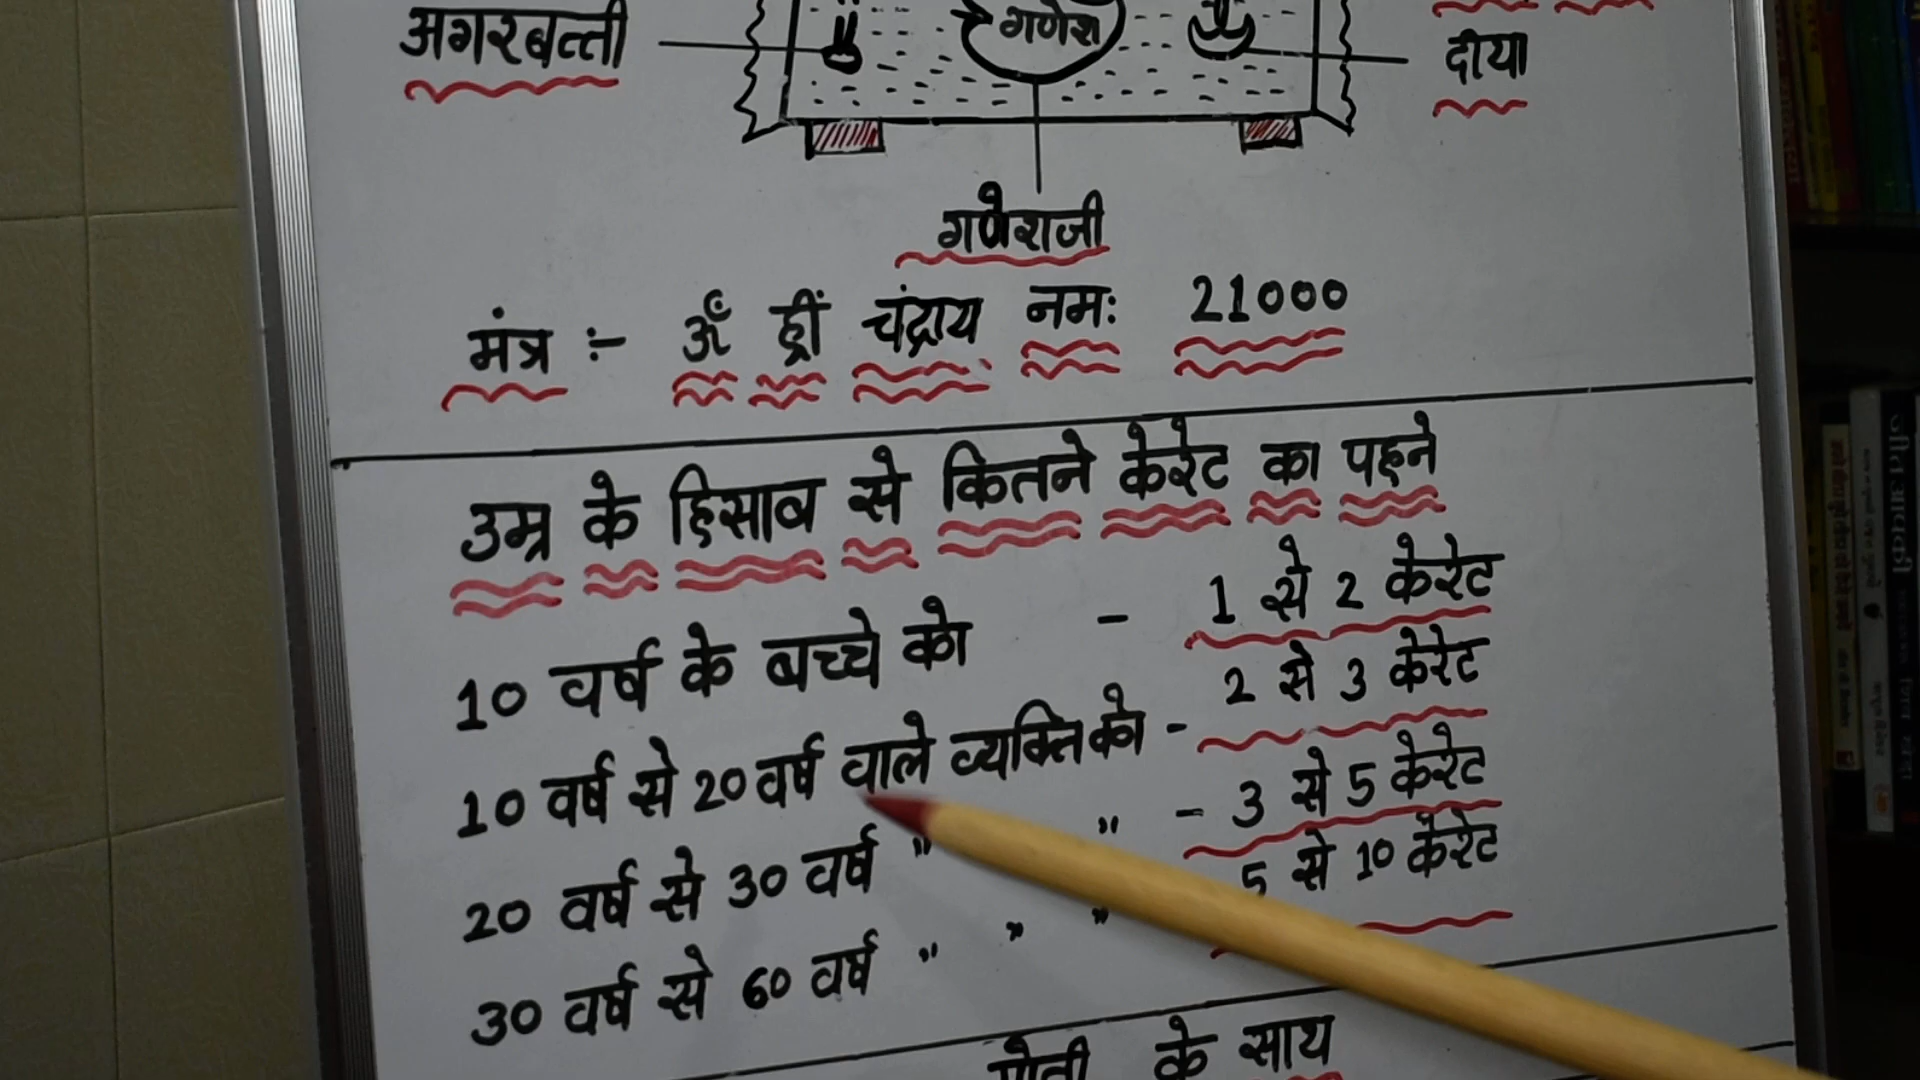 अगरबत्ती
गणेश
दीया
गणेशजी
मंत्र :- ॐ ह्रीं चंद्राय नमः 21000
उम्र के हिसाब से कितने केरेट का पहने
10 वर्ष के बच्चे को - 1 से 2 केरेट
10 वर्ष से 20 वर्ष वाले व्यक्ति को - 2 से 3 केरेट
20 वर्ष से 30 वर्ष " " - 3 से 5 केरेट
30 वर्ष से 60 वर्ष " " " 5 से 10 केरेट
मोती के साथ